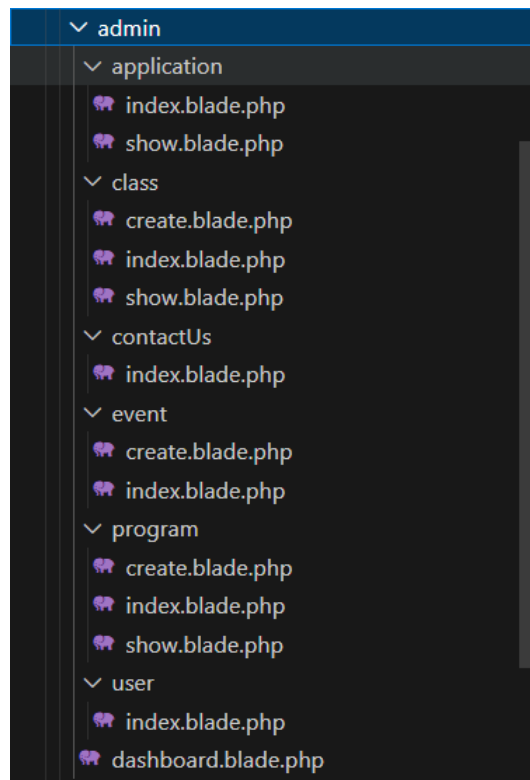 admin
application
index.blade.php
show.blade.php
class
create.blade.php
index.blade.php
show.blade.php
contactUs
index.blade.php
event
create.blade.php
index.blade.php
program
create.blade.php
index.blade.php
show.blade.php
user
index.blade.php
dashboard.blade.php